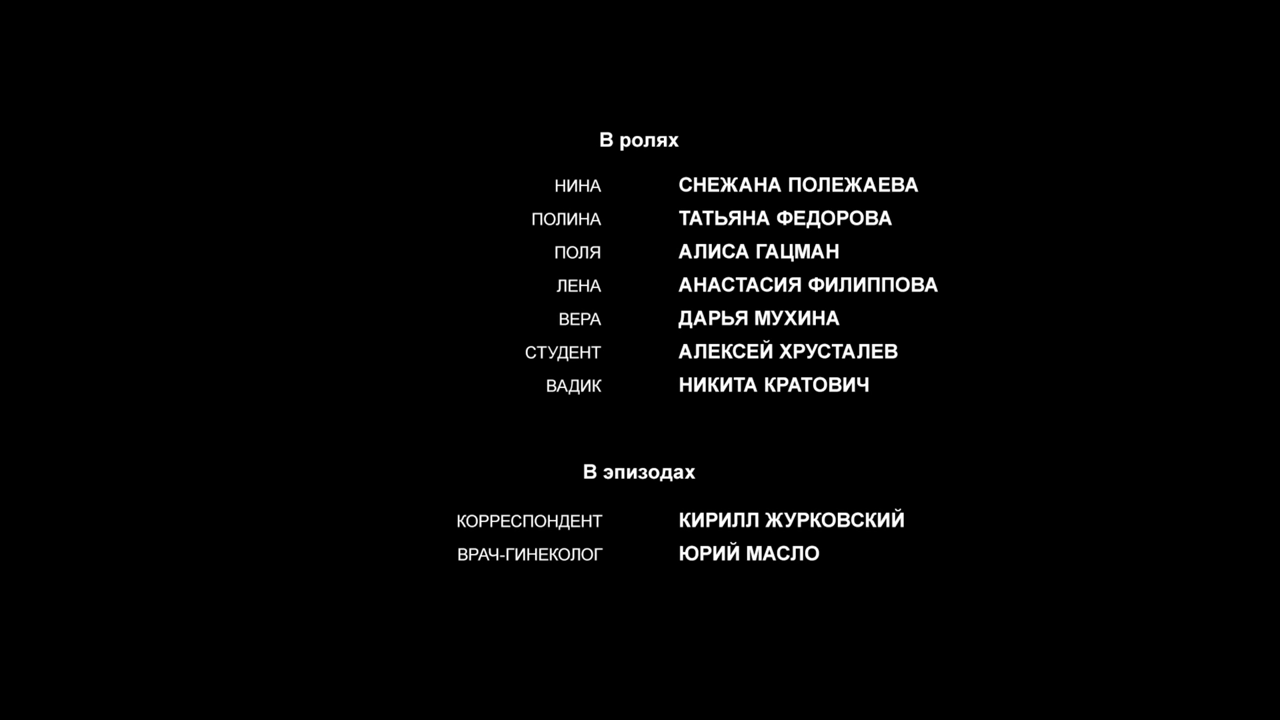 В ролях
НИНА СНЕЖАНА ПОЛЕЖАЕВА
ПОЛИНА ТАТЬЯНА ФЕДОРОВА
ПОЛЯ АЛИСА ГАЦМАН
ЛЕНА АНАСТАСИЯ ФИЛИППОВА
ВЕРА ДАРЬЯ МУХИНА
СТУДЕНТ АЛЕКСЕЙ ХРУСТАЛЕВ
ВАДИК НИКИТА КРАТОВИЧ
В эпизодах
КОРРЕСПОНДЕНТ КИРИЛЛ ЖУРКОВСКИЙ
ВРАЧ-ГИНЕКОЛОГ ЮРИЙ МАСЛО